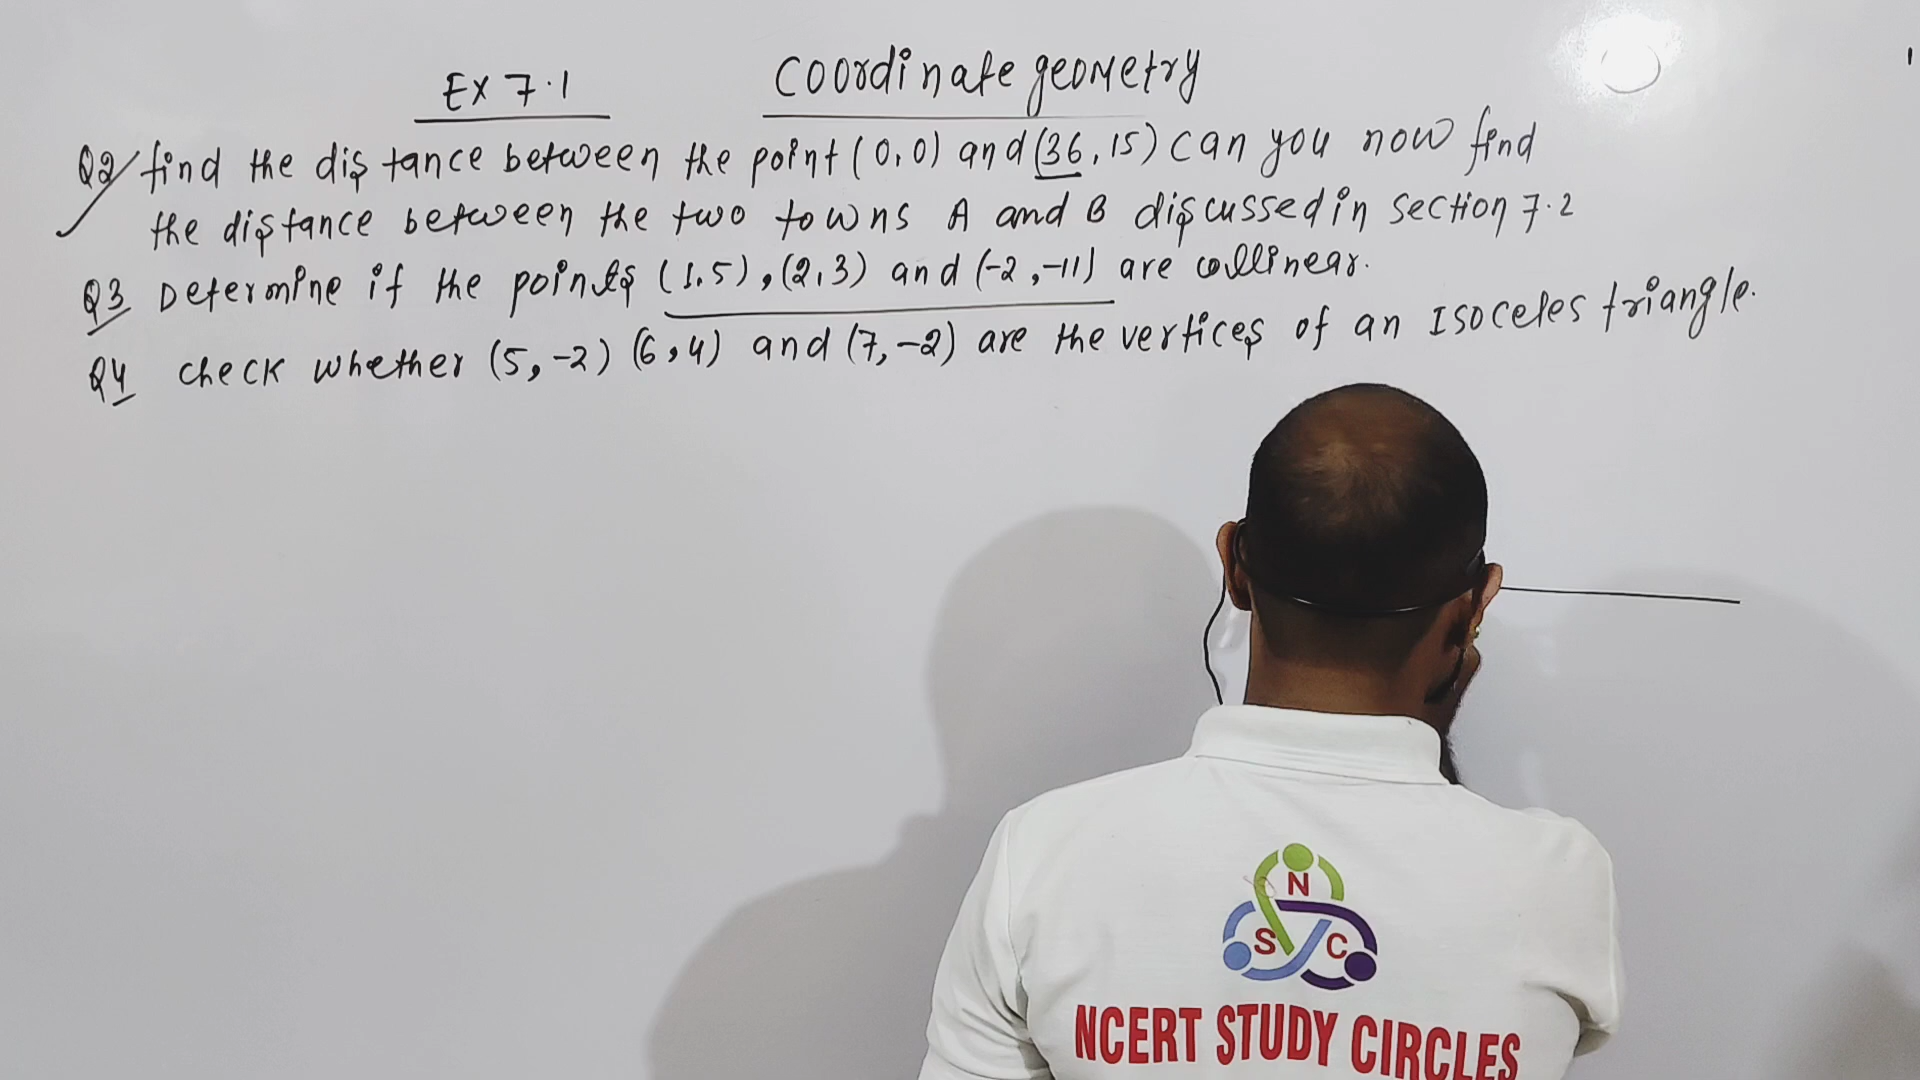 Ex 7.1 Coordinate geometry
Q2 find the distance between the point (0,0) and (36,15) can you now find
the distance between the two towns A and B discussed in section 7.2
Q3 Determine if the points (1,5), (2,3) and (-2,-11) are collinear.
Q4 check whether (5,-2) (6,4) and (7,-2) are the vertices of an Isoceles triangle.
N
S C
NCERT STUDY CIRCLES